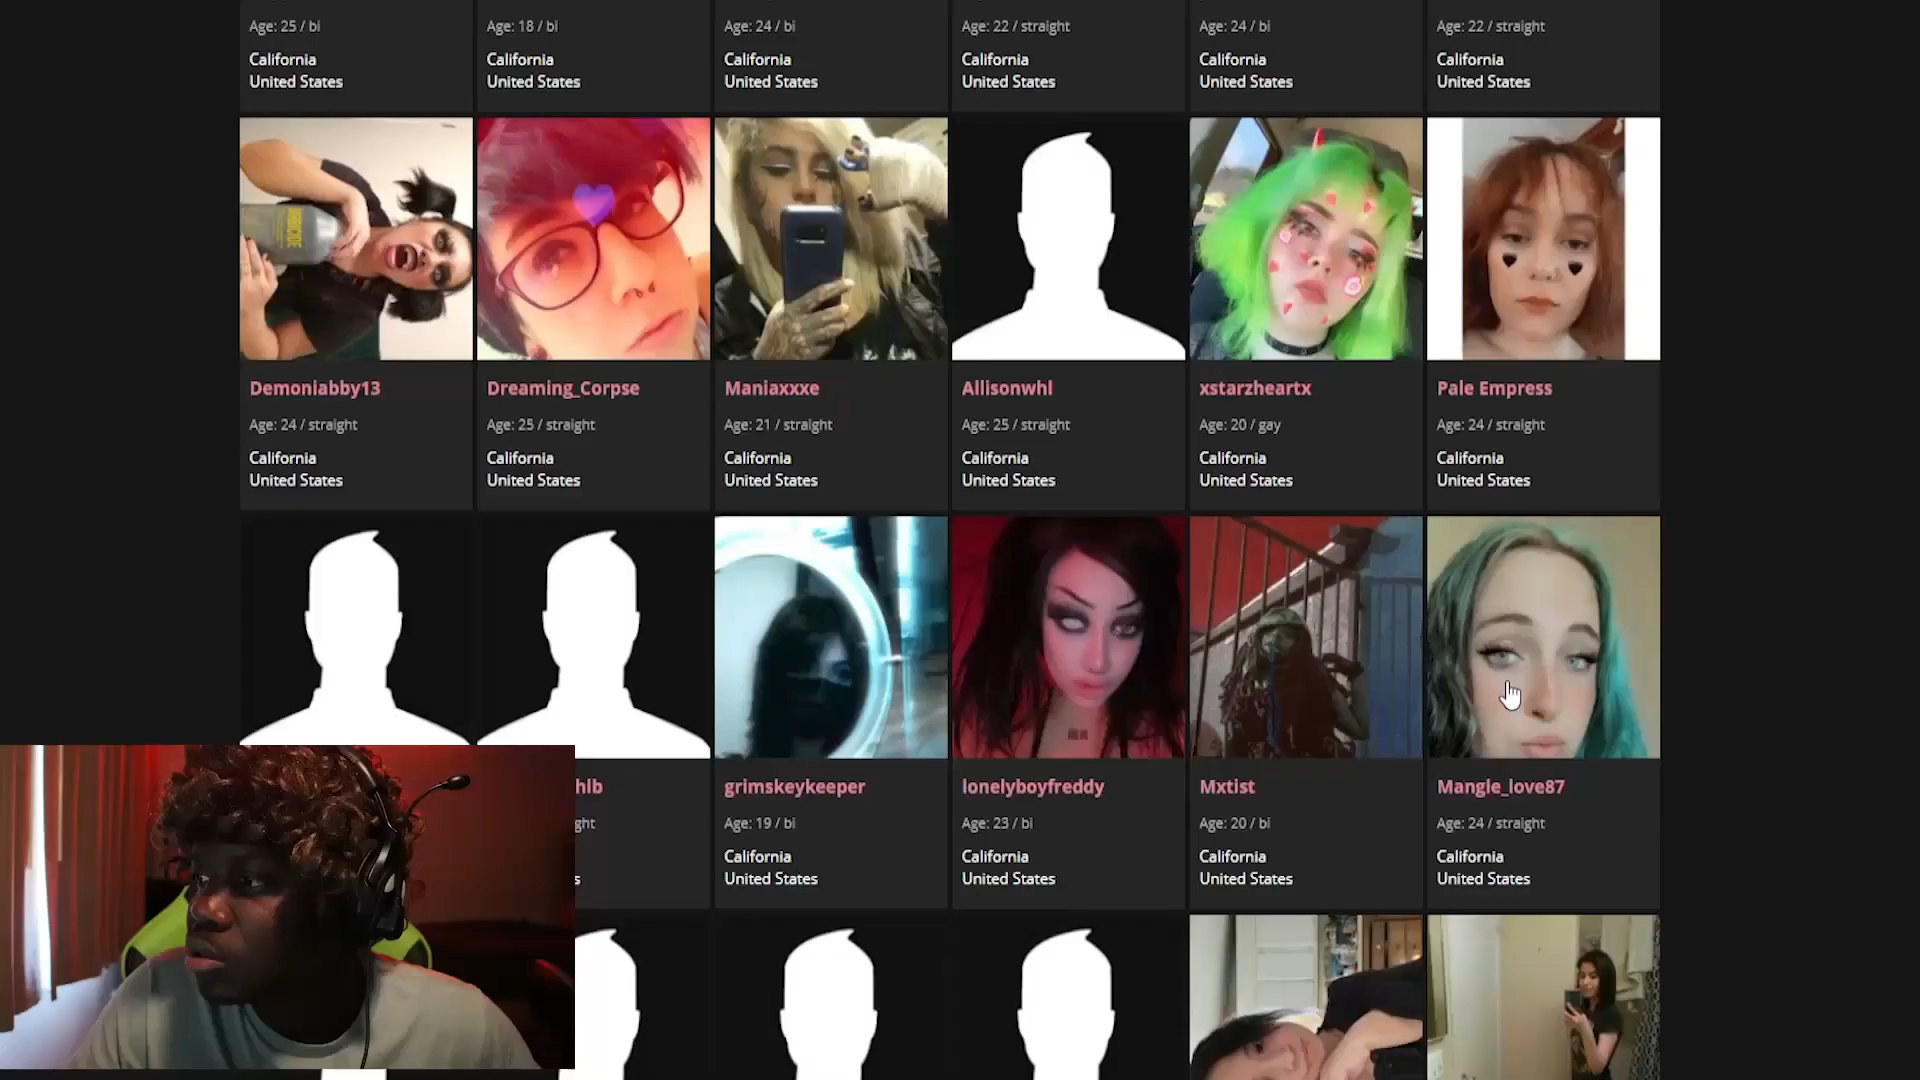 Age: 25 / bi
California
United States
Age: 18 / bi
California
United States
Age: 24 / bi
California
United States
Age: 22 / straight
California
United States
Age: 24 / bi
California
United States
Age: 22 / straight
California
United States
Demoniabby13
Age: 24 / straight
California
United States
Dreaming_Corpse
Age: 25 / straight
California
United States
Maniaxxxe
Age: 21 / straight
California
United States
Allisonwhl
Age: 25 / straight
California
United States
xstarzheartx
Age: 20 / gay
California
United States
Pale Empress
Age: 24 / straight
California
United States
hlb
ght
s
grimskeykeeper
Age: 19 / bi
California
United States
lonelyboyfreddy
Age: 23 / bi
California
United States
Mxtist
Age: 20 / bi
California
United States
Mangle_love87
Age: 24 / straight
California
United States